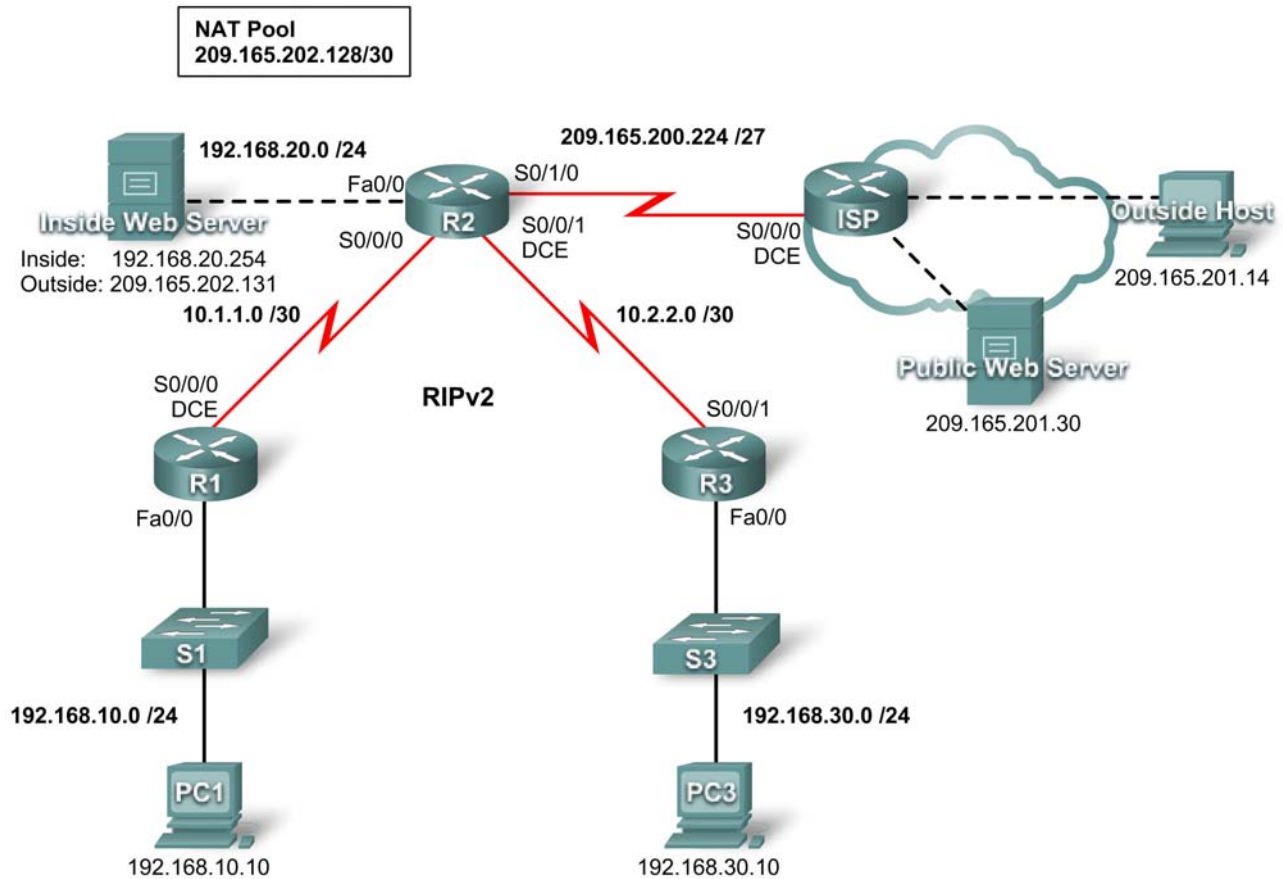 NAT Pool
209.165.202.128/30
192.168.20.0 /24
209.165.200.224 /27
Fa0/0
S0/1/0
Inside Web Server
R2
ISP
Outside Host
S0/0/0
S0/0/1
DCE
S0/0/0
DCE
Inside: 192.168.20.254
Outside: 209.165.202.131
209.165.201.14
10.1.1.0 /30
10.2.2.0 /30
Public Web Server
209.165.201.30
S0/0/0
DCE
RIPv2
S0/0/1
R1
R3
Fa0/0
Fa0/0
S1
S3
192.168.10.0 /24
192.168.30.0 /24
PC1
PC3
192.168.10.10
192.168.30.10